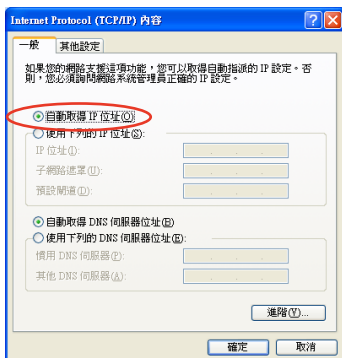 Internet Protocol (TCP/IP) 內容
一般 其他設定
如果您的網路支援這項功能，您可以取得自動指派的 IP 設定。否
則，您必須詢問網路系統管理員正確的 IP 設定。
自動取得 IP 位址(O)
使用下列的 IP 位址(S):
IP 位址(I):
子網路遮罩(U):
預設閘道(D):
自動取得 DNS 伺服器位址(B)
使用下列的 DNS 伺服器位址(E):
慣用 DNS 伺服器(P):
其他 DNS 伺服器(A):
進階(V)...
確定 取消